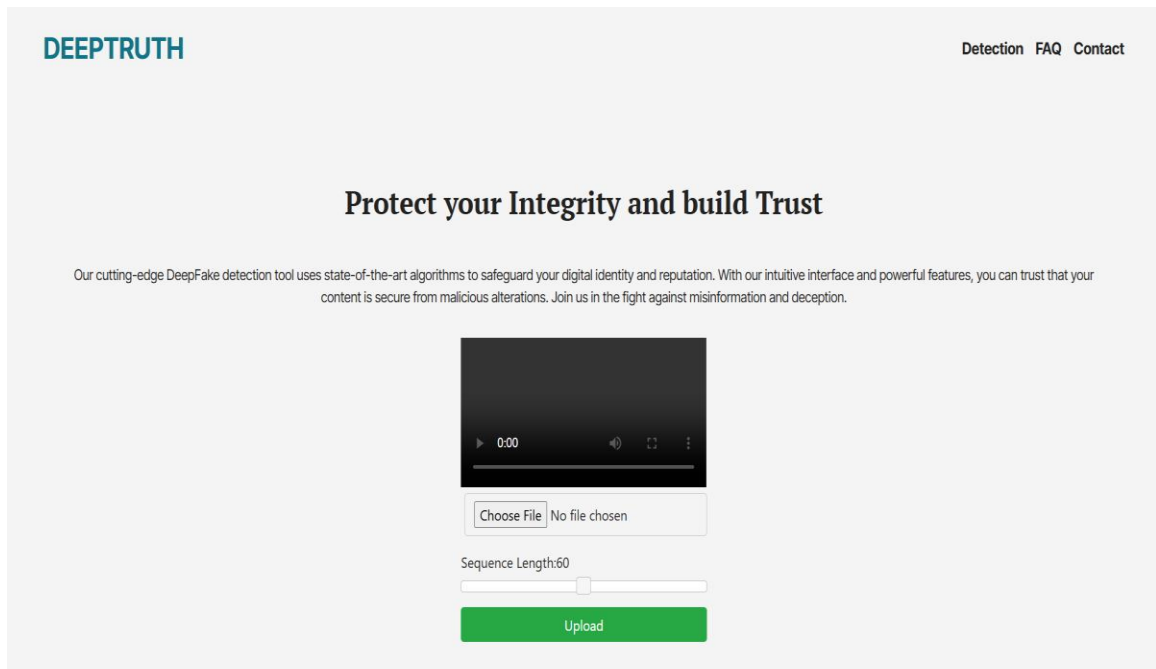 DEEPTRUTH
Detection FAQ Contact
Protect your Integrity and build Trust
Our cutting-edge DeepFake detection tool uses state-of-the-art algorithms to safeguard your digital identity and reputation. With our intuitive interface and powerful features, you can trust that your
content is secure from malicious alterations. Join us in the fight against misinformation and deception.
0:00
Choose File No file chosen
Sequence Length:60
Upload